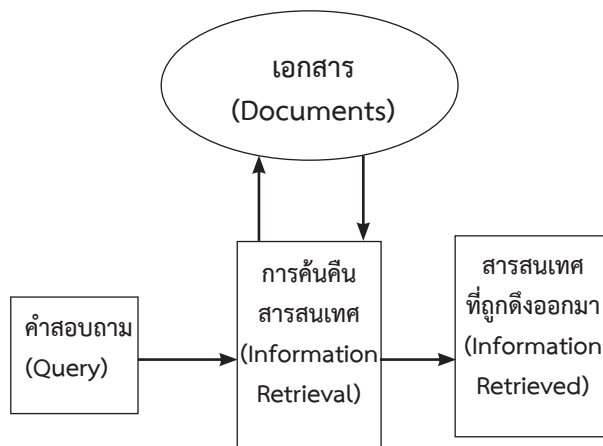 เอกสาร
(Documents)
คำสอบถาม
(Query)
การค้นคืน
สารสนเทศ
(Information
Retrieval)
สารสนเทศ
ที่ถูกดึงออกมา
(Information
Retrieved)